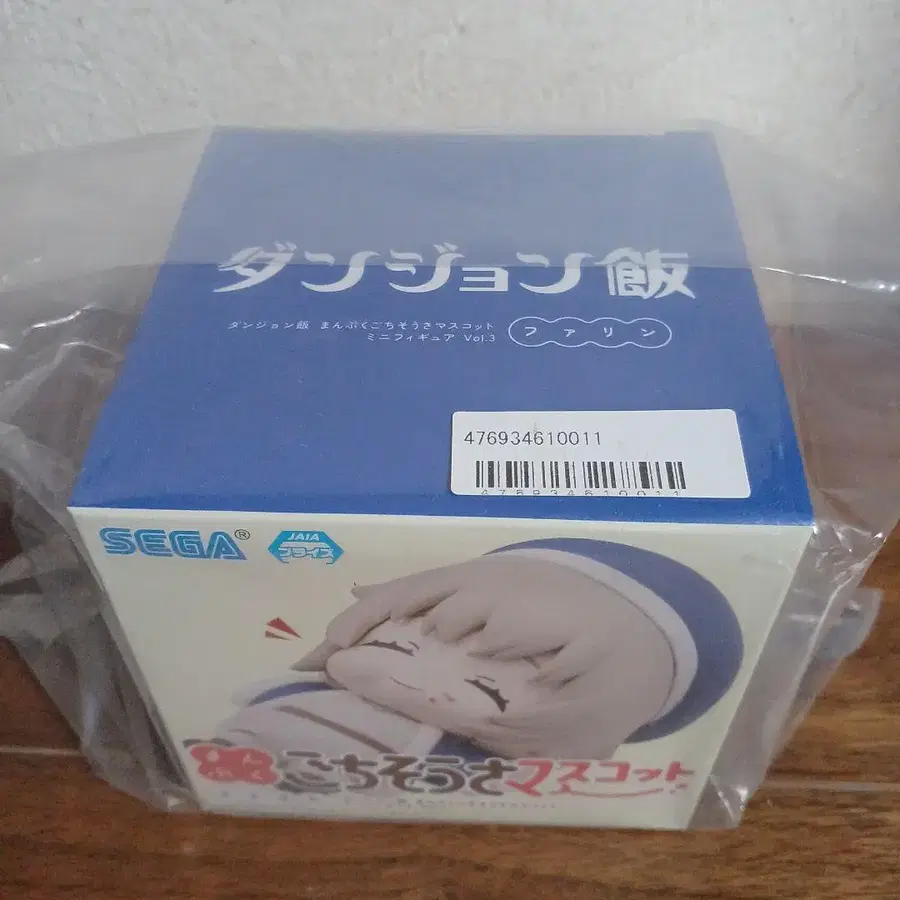 ダンジョン飯
ダンジョン飯 まんぷくごちそうさマスコット
ミニフィギュア Vol.3
ファリン
476934610011
476934610011
SEGA®
JAIA
プライズ
ごちそうさマスコット